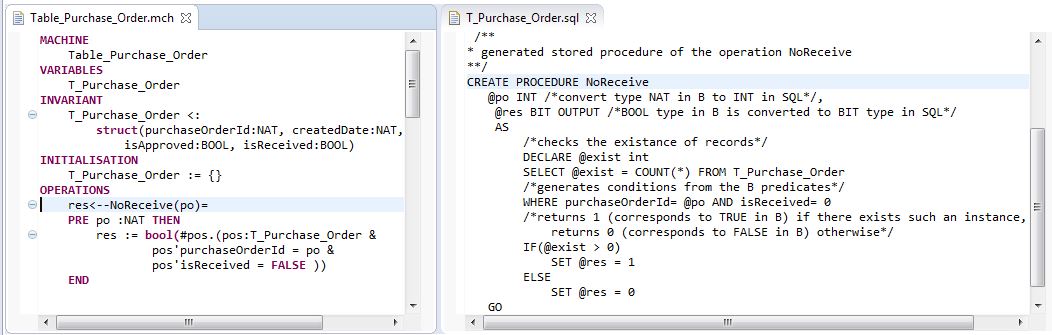 Table_Purchase_Order.mch
MACHINE
Table_Purchase_Order
VARIABLES
T_Purchase_Order
INVARIANT
T_Purchase_Order <:
struct(purchaseOrderId:NAT, createdDate:NAT,
isApproved:BOOL, isReceived:BOOL)
INITIALISATION
T_Purchase_Order := {}
OPERATIONS
res<--NoReceive(po)=
PRE po :NAT THEN
res := bool(#pos.(pos:T_Purchase_Order &
pos'purchaseOrderId = po &
pos'isReceived = FALSE ))
END
T_Purchase_Order.sql
/**
* generated stored procedure of the operation NoReceive
**/
CREATE PROCEDURE NoReceive
@po INT /*convert type NAT in B to INT in SQL*/,
@res BIT OUTPUT /*BOOL type in B is converted to BIT type in SQL*/
AS
/*checks the existance of records*/
DECLARE @exist int
SELECT @exist = COUNT(*) FROM T_Purchase_Order
/*generates conditions from the B predicates*/
WHERE purchaseOrderId= @po AND isReceived= 0
/*returns 1 (corresponds to TRUE in B) if there exists such an instance,
returns 0 (corresponds to FALSE in B) otherwise*/
IF(@exist > 0)
SET @res = 1
ELSE
SET @res = 0
GO